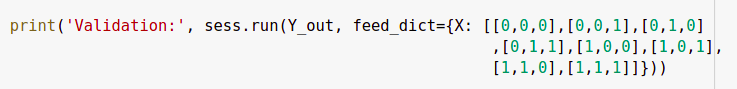 print('Validation:', sess.run(Y_out, feed_dict={X: [[0,0,0],[0,0,1],[0,1,0]
,[0,1,1],[1,0,0],[1,0,1],
[1,1,0],[1,1,1]]}))